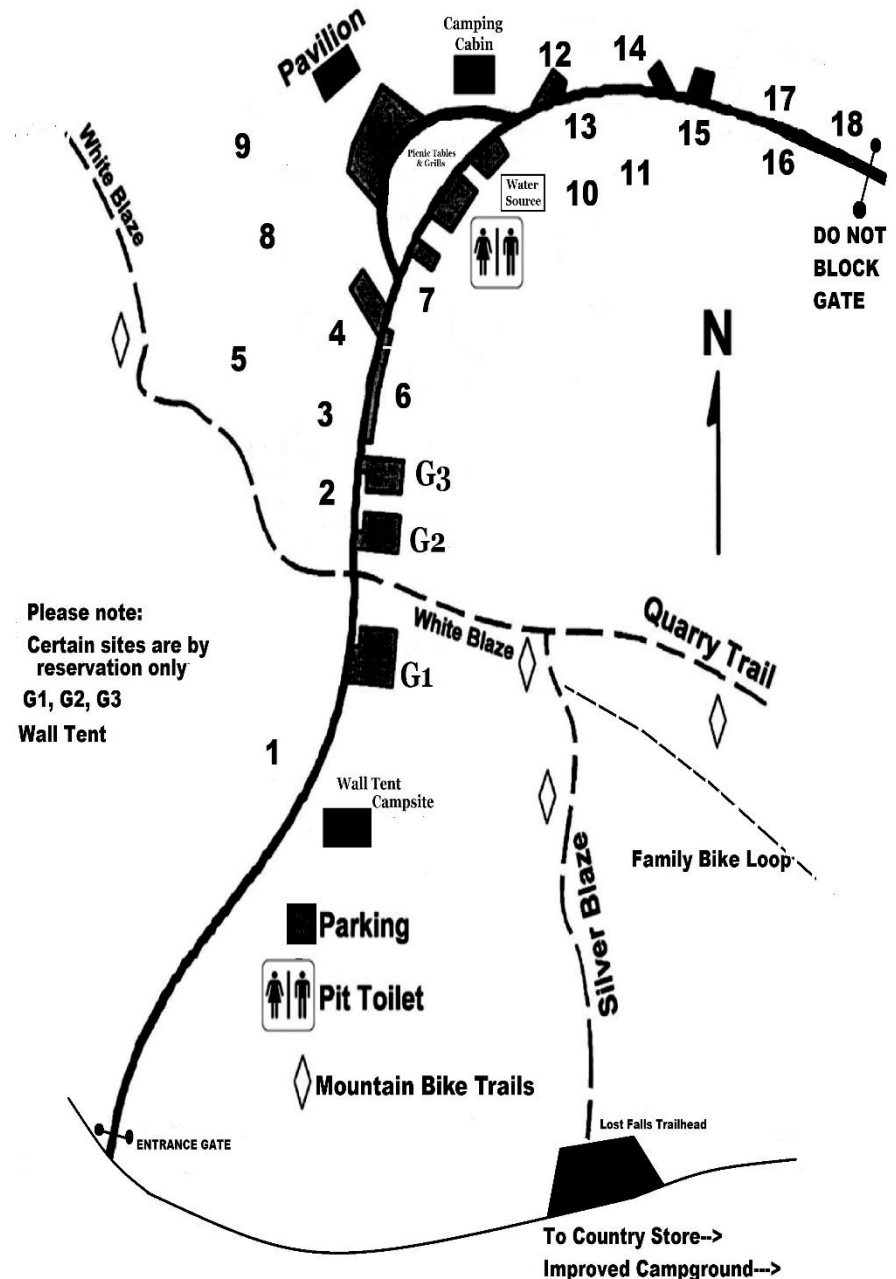 Camping
Cabin
Pavilion
12
14
17
18
13
15
16
9
Picnic Tables
& Grills
Water
Source
10
11
White Blaze
8
DO NOT
BLOCK
GATE
7
4
5
N
3
6
2
G3
G2
Please note:
Certain sites are by
reservation only
G1, G2, G3
Wall Tent
White Blaze
Quarry Trail
G1
1
Wall Tent
Campsite
Family Bike Loop
Silver Blaze
Parking
Pit Toilet
Mountain Bike Trails
ENTRANCE GATE
Lost Falls Trailhead
To Country Store-->
Improved Campground--->